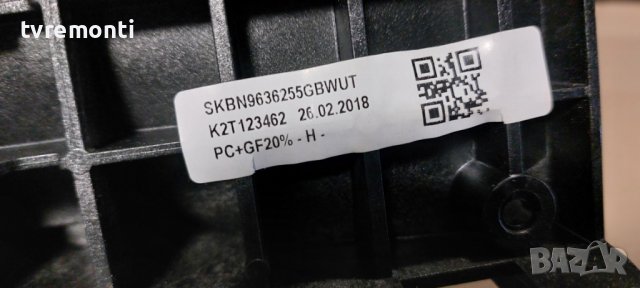 tvremonti
SKBN9636255GBWUT
K2T123462 26.02.2018
PC+GF20% - H -
BAZAR